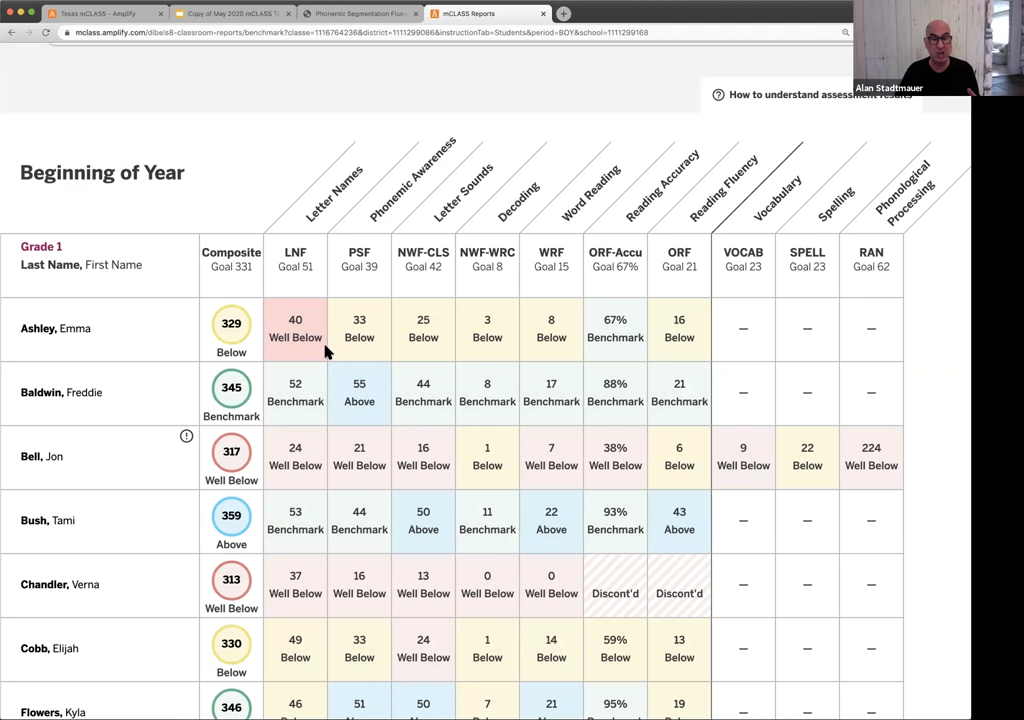 Texas mCLASS - Amplify
Copy of May 2020 mCLASS T
Phonemic Segmentation Flue
mCLASS Reports
mclass.amplify.com/dibels8-classroom-reports/benchmark?classe=1116764236&district=1111299086&instructionTab=Students&period=BOY&school=1111299168
Alan Stadtmauer
How to understand assessment results
Beginning of Year
Letter Names
Phonemic Awareness
Letter Sounds
Decoding
Word Reading
Reading Accuracy
Reading Fluency
Vocabulary
Spelling
Phonological
Processing
Grade 1
Last Name, First Name
Composite LNF PSF NWF-CLS NWF-WRC WRF ORF-Accu ORF VOCAB SPELL RAN
Goal 331 Goal 51 Goal 39 Goal 42 Goal 8 Goal 15 Goal 67% Goal 21 Goal 23 Goal 23 Goal 62
329 40 33 25 3 8 67% 16
Ashley, Emma — — —
Well Below Below Below Below Below Benchmark Below
Below
345 52 55 44 8 17 88% 21
Baldwin, Freddie — — —
Benchmark Above Benchmark Benchmark Benchmark Benchmark Benchmark
Benchmark
317 24 21 16 1 7 38% 6 9 22 224
Bell, Jon
Well Below Well Below Well Below Below Well Below Well Below Below Well Below Below Well Below
Well Below
359 53 44 50 11 22 93% 43
Bush, Tami — — —
Benchmark Benchmark Above Benchmark Above Benchmark Above
Above
313 37 16 13 0 0
Chandler, Verna — — —
Well Below Well Below Well Below Well Below Well Below Discont'd Discont'd
Well Below
330 49 33 24 1 14 59% 13
Cobb, Elijah — — —
Below Below Well Below Below Below Below Below
Below
346 46 51 50 7 21 95% 19
Flowers, Kyla — — —